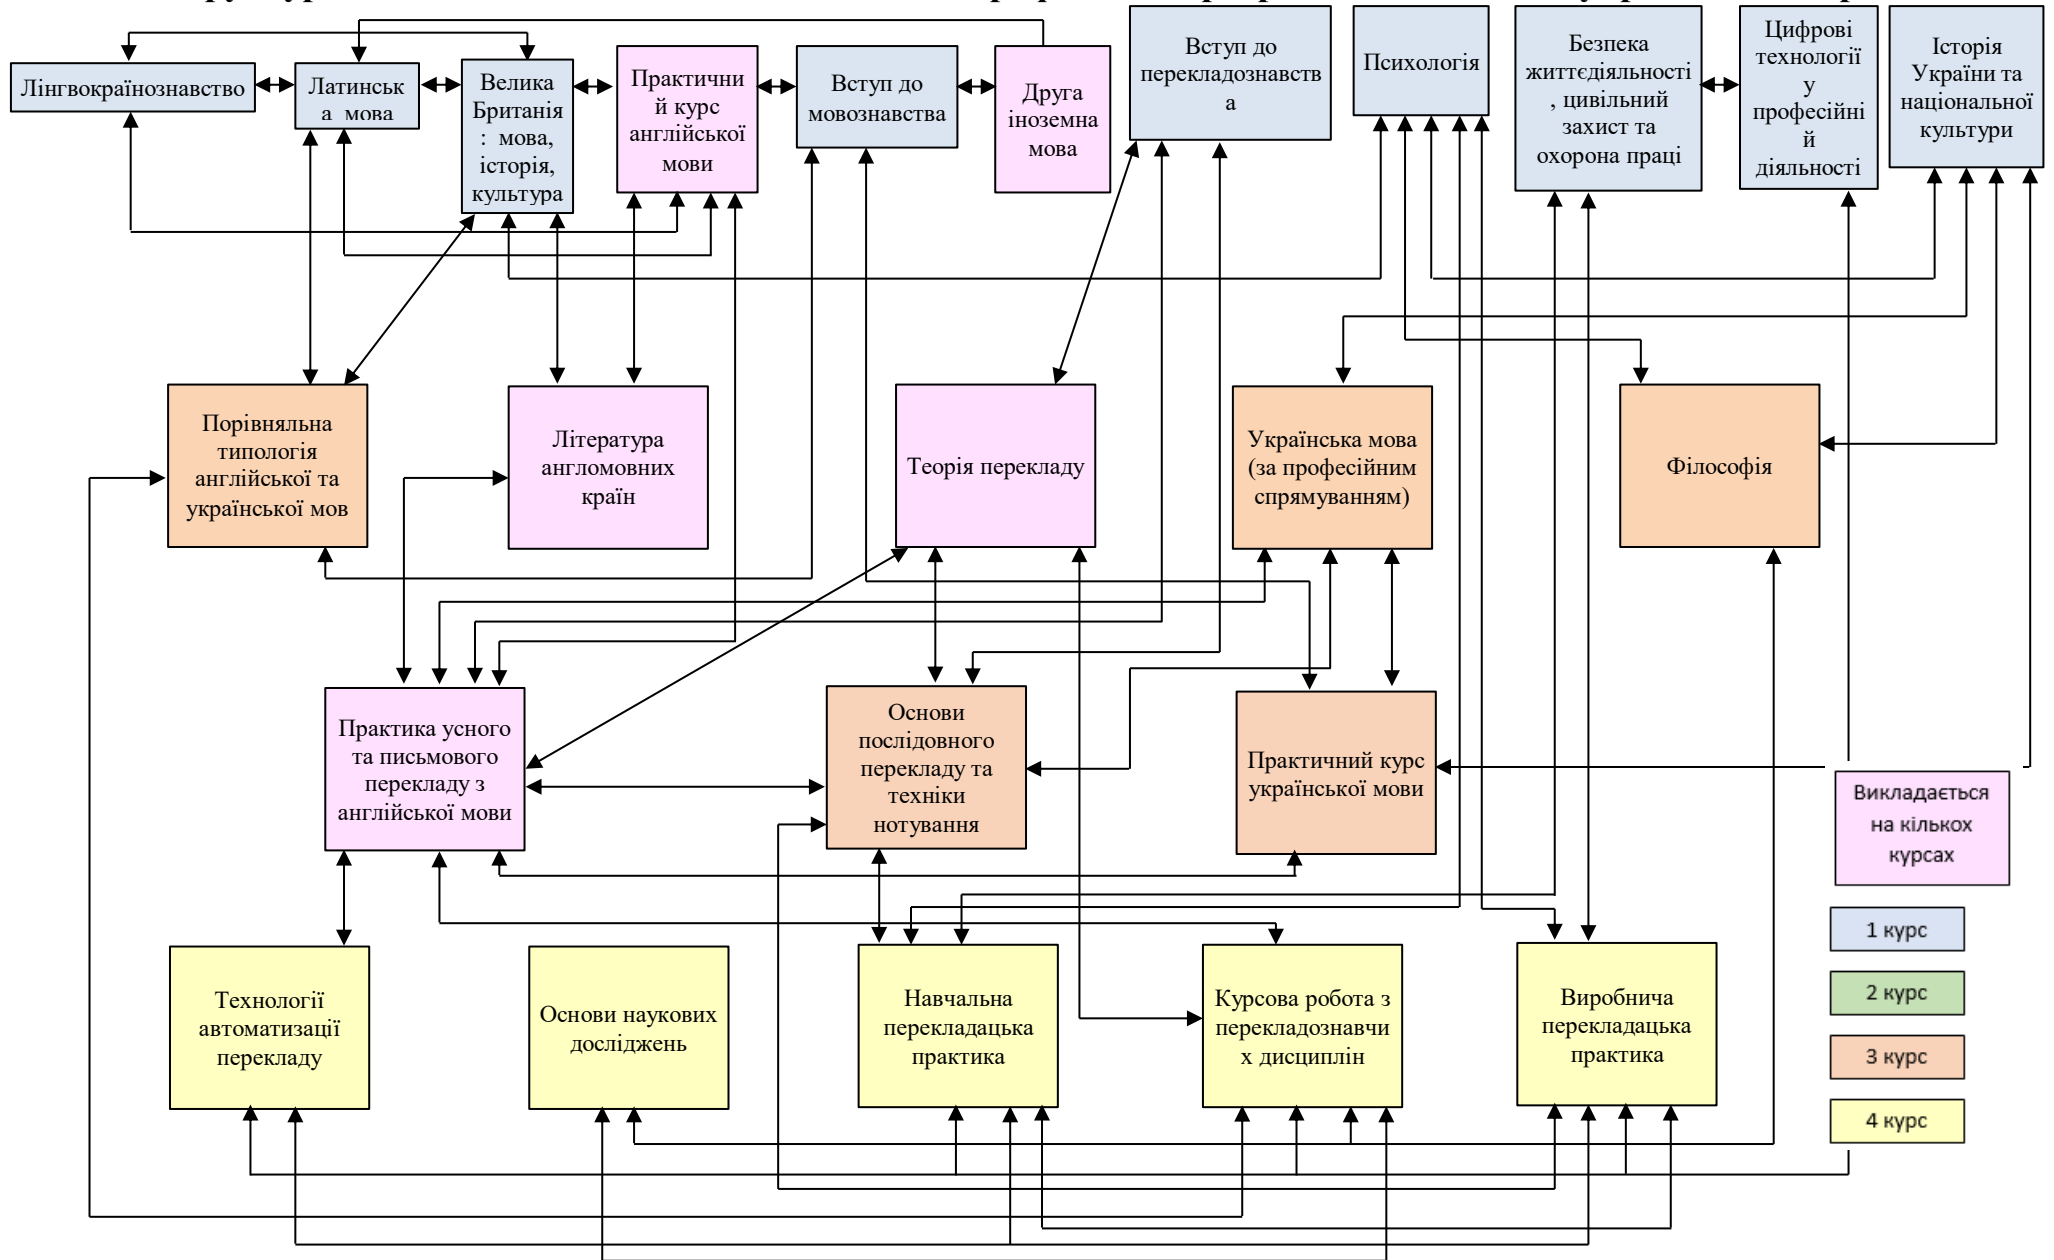 Лінгвокраїнознавство
Латинськ
а мова
Велика
Британія
: мова,
історія,
культура
Практични
й курс
англійської
мови
Вступ до
мовознавства
Друга
іноземна
мова
Вступ до
перекладознавств
а
Психологія
Безпека
життєдіяльності
, цивільний
захист та
охорона праці
Цифрові
технології
у
професійні
й
діяльності
Історія
України та
національної
культури
Порівняльна
типологія
англійської та
української мов
Література
англомовних
країн
Теорія перекладу
Українська мова
(за професійним
спрямуванням)
Філософія
Практика усного
та письмового
перекладу з
англійської мови
Основи
послідовного
перекладу та
техніки
нотування
Практичний курс
української мови
Викладається
на кількох
курсах
1 курс
2 курс
3 курс
4 курс
Технології
автоматизації
перекладу
Основи наукових
досліджень
Навчальна
перекладацька
практика
Курсова робота з
перекладознавчи
х дисциплін
Виробнича
перекладацька
практика